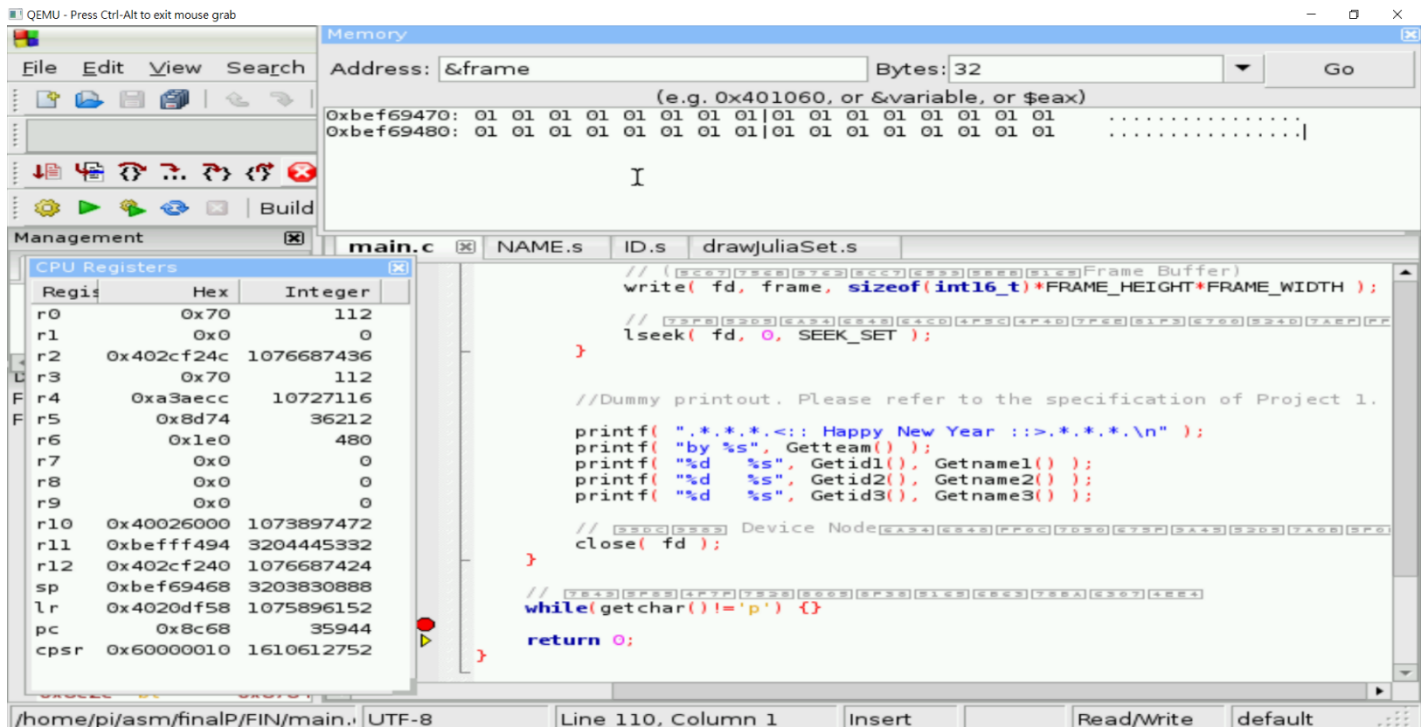 QEMU - Press Ctrl-Alt to exit mouse grab
Memory
File Edit View Search
Address: &frame Bytes: 32 Go
(e.g. 0x401060, or &variable, or $eax)
0xbef69470: 01 01 01 01 01 01 01 01|01 01 01 01 01 01 01 01 ................
0xbef69480: 01 01 01 01 01 01 01 01|01 01 01 01 01 01 01 01 ................
Build
Management
main.c NAME.s ID.s drawJuliaSet.s
CPU Registers
Regis Hex Integer
r0 0x70 112
r1 0x0 0
r2 0x402cf24c 1076687436
r3 0x70 112
r4 0xa3aecc 10727116
r5 0x8d74 36212
r6 0x1e0 480
r7 0x0 0
r8 0x0 0
r9 0x0 0
r10 0x40026000 1073897472
r11 0xbefff494 3204445332
r12 0x402cf240 1076687424
sp 0xbef69468 3203830888
lr 0x4020df58 1075896152
pc 0x8c68 35944
cpsr 0x60000010 1610612752
// ( Frame Buffer)
write( fd, frame, sizeof(int16_t)*FRAME_HEIGHT*FRAME_WIDTH );
//
lseek( fd, 0, SEEK_SET );
}
//Dummy printout. Please refer to the specification of Project 1.
printf( ".*.*.*.<:: Happy New Year ::>.*.*.*.\n" );
printf( "by %s", Getteam() );
printf( "%d   %s", Getid1(), Getname1() );
printf( "%d   %s", Getid2(), Getname2() );
printf( "%d   %s", Getid3(), Getname3() );
// Device Node
close( fd );
}
//
while(getchar()!='p') {}
return 0;
}
/home/pi/asm/finalP/FIN/main. UTF-8 Line 110, Column 1 Insert Read/Write default